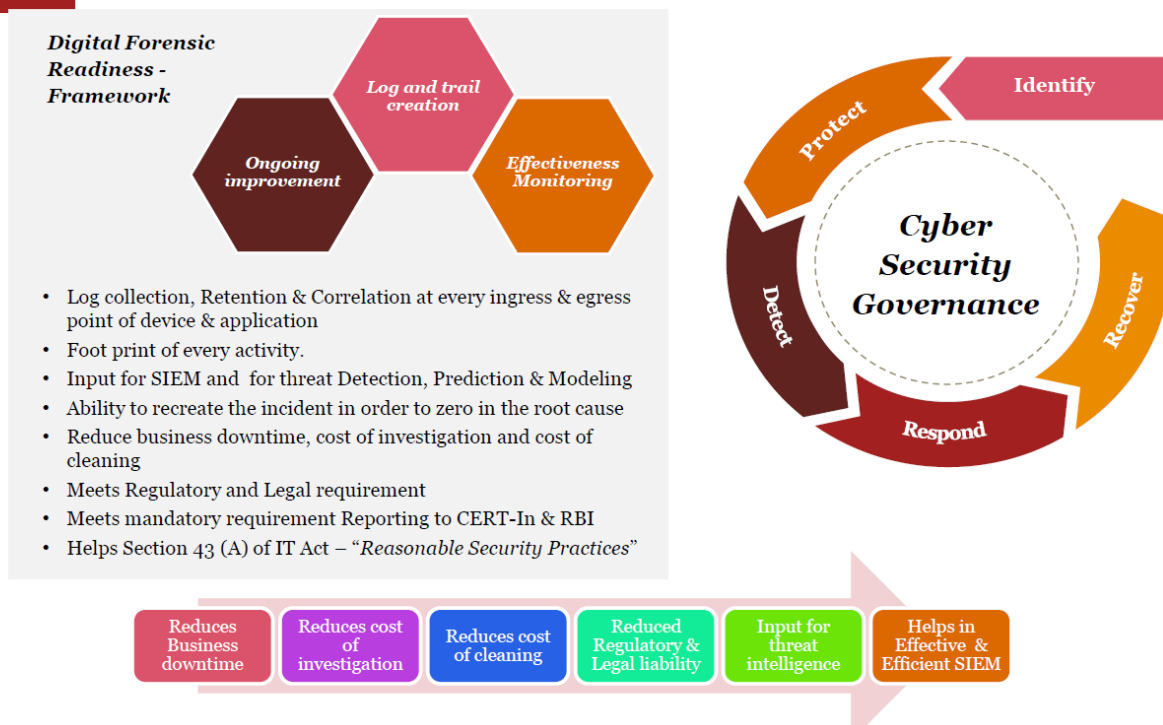 Digital Forensic
Readiness -
Framework
Log and trail
creation
Ongoing
improvement
Effectiveness
Monitoring
• Log collection, Retention & Correlation at every ingress & egress
point of device & application
• Foot print of every activity.
• Input for SIEM and for threat Detection, Prediction & Modeling
• Ability to recreate the incident in order to zero in the root cause
• Reduce business downtime, cost of investigation and cost of
cleaning
• Meets Regulatory and Legal requirement
• Meets mandatory requirement Reporting to CERT-In & RBI
• Helps Section 43 (A) of IT Act – “Reasonable Security Practices”
Identify
Protect
Detect
Respond
Recover
Cyber
Security
Governance
Reduces
Business
downtime
Reduces cost
of
investigation
Reduces cost
of cleaning
Reduced
Regulatory &
Legal liability
Input for
threat
intelligence
Helps in
Effective &
Efficient SIEM